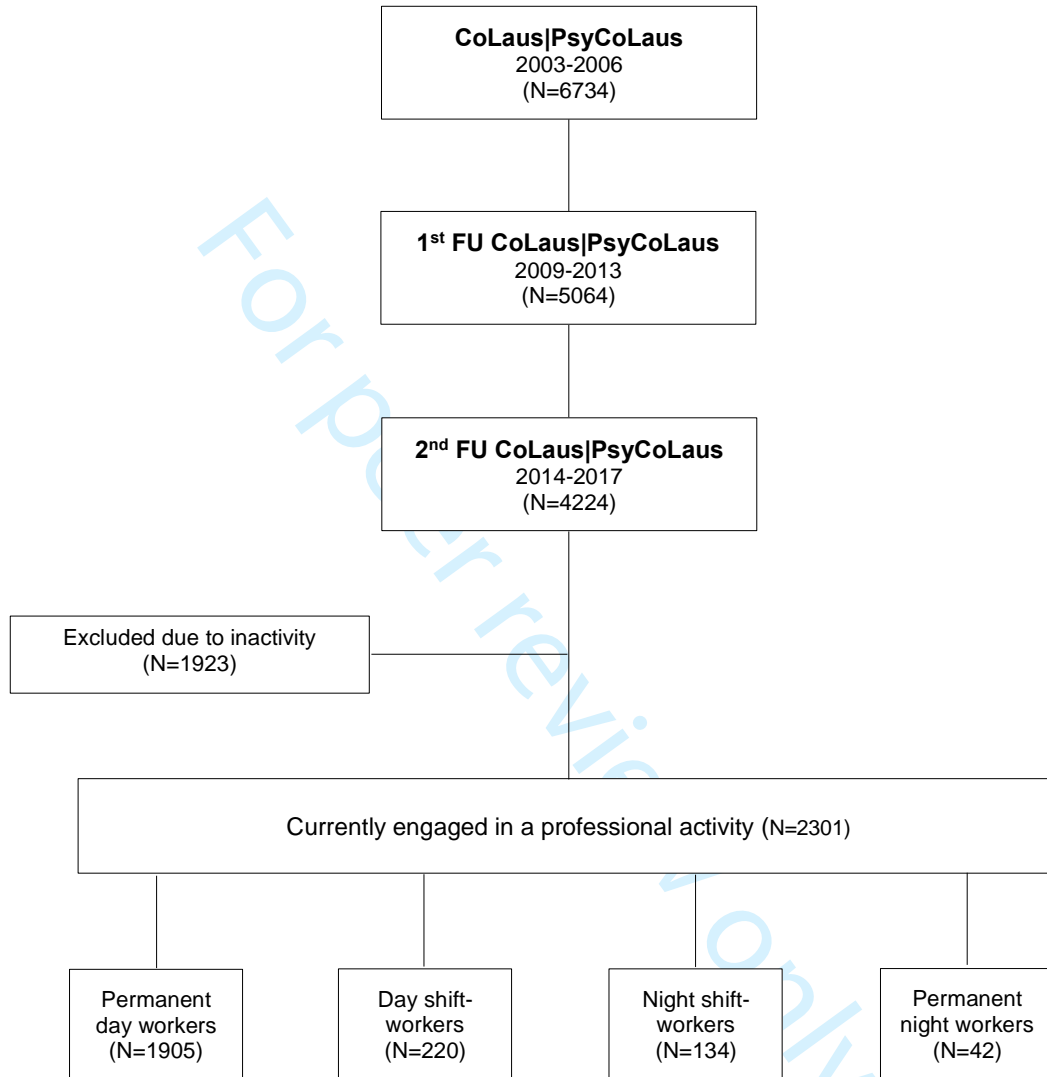 CoLaus|PsyCoLaus
2003-2006
(N=6734)
1st FU CoLaus|PsyCoLaus
2009-2013
(N=5064)
2nd FU CoLaus|PsyCoLaus
2014-2017
(N=4224)
Excluded due to inactivity
(N=1923)
Currently engaged in a professional activity (N=2301)
Permanent
day workers
(N=1905)
Day shift-
workers
(N=220)
Night shift-
workers
(N=134)
Permanent
night workers
(N=42)
For peer review only